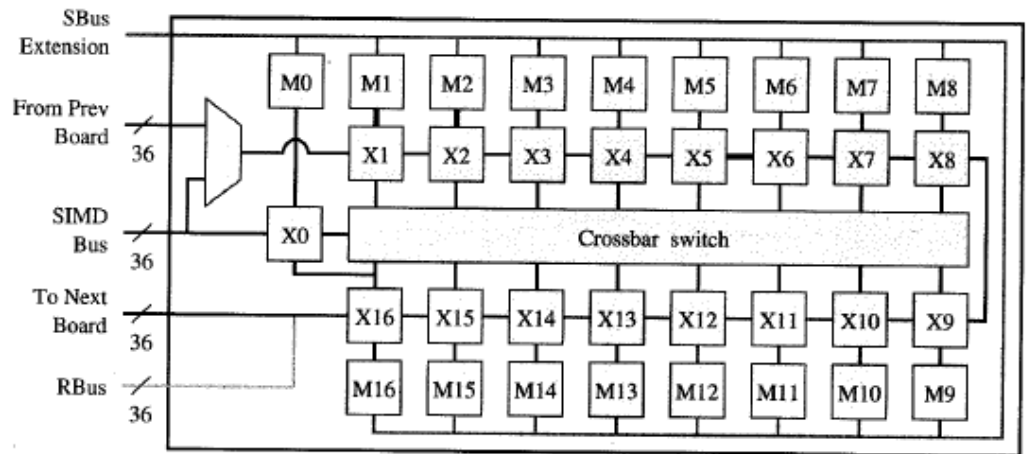 SBus
Extension
M0 M1 M2 M3 M4 M5 M6 M7 M8
From Prev
Board
36
X1 X2 X3 X4 X5 X6 X7 X8
SIMD
Bus
36
X0
Crossbar switch
To Next
Board
36
X16 X15 X14 X13 X12 X11 X10 X9
RBus
36
M16 M15 M14 M13 M12 M11 M10 M9